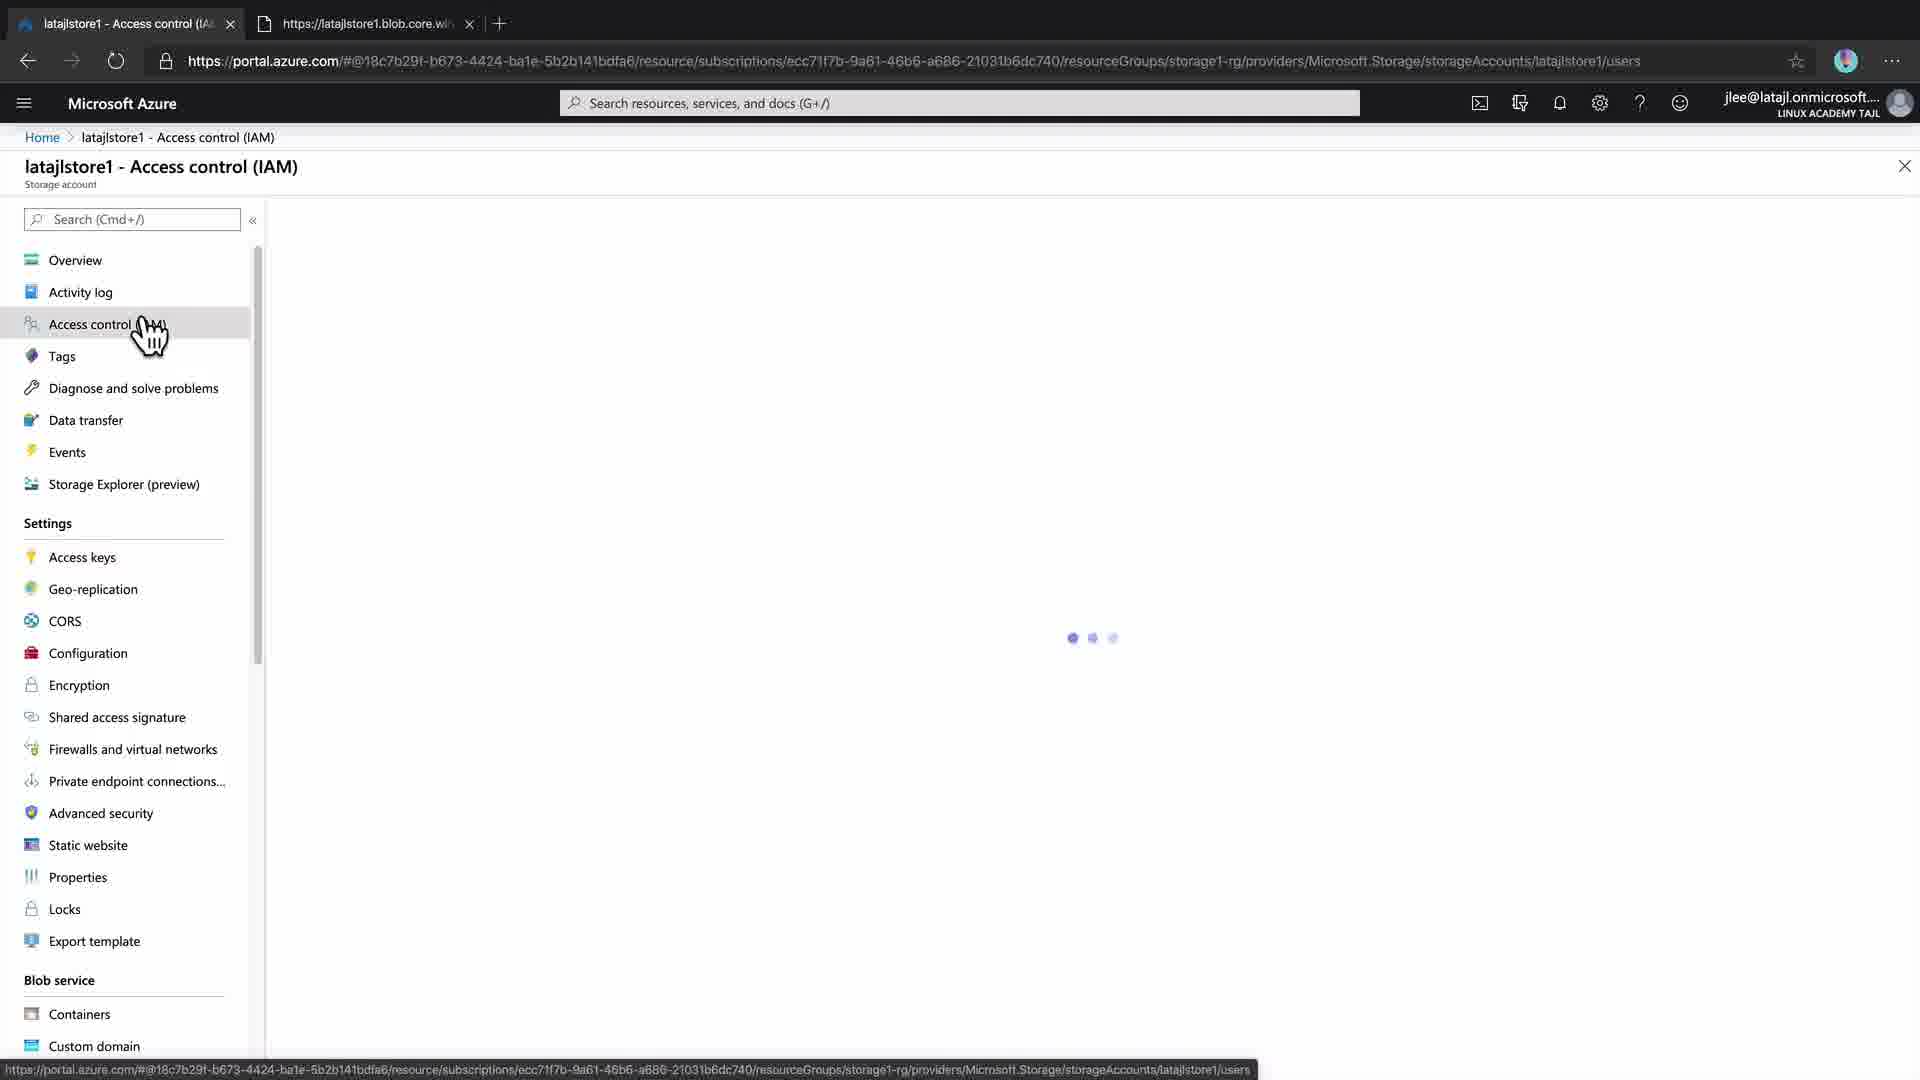 latajlstore1 - Access control (IA
https://latajlstore1.blob.core.wi
https://portal.azure.com/#@18c7b29f-b673-4424-ba1e-5b2b141bdfa6/resource/subscriptions/ecc71f7b-9a61-46b6-a686-21031b6dc740/resourceGroups/storage1-rg/providers/Microsoft.Storage/storageAccounts/latajlstore1/users
Microsoft Azure
Search resources, services, and docs (G+/)
jlee@latajl.onmicrosoft....
LINUX ACADEMY TAJL
Home > latajlstore1 - Access control (IAM)
latajlstore1 - Access control (IAM)
Storage account
Search (Cmd+/)
Overview
Activity log
Access control
Tags
Diagnose and solve problems
Data transfer
Events
Storage Explorer (preview)
Settings
Access keys
Geo-replication
CORS
Configuration
Encryption
Shared access signature
Firewalls and virtual networks
Private endpoint connections...
Advanced security
Static website
Properties
Locks
Export template
Blob service
Containers
Custom domain
https://portal.azure.com/#@18c7b29f-b673-4424-ba1e-5b2b141bdfa6/resource/subscriptions/ecc71f7b-9a61-46b6-a686-21031b6dc740/resourceGroups/storage1-rg/providers/Microsoft.Storage/storageAccounts/latajlstore1/users